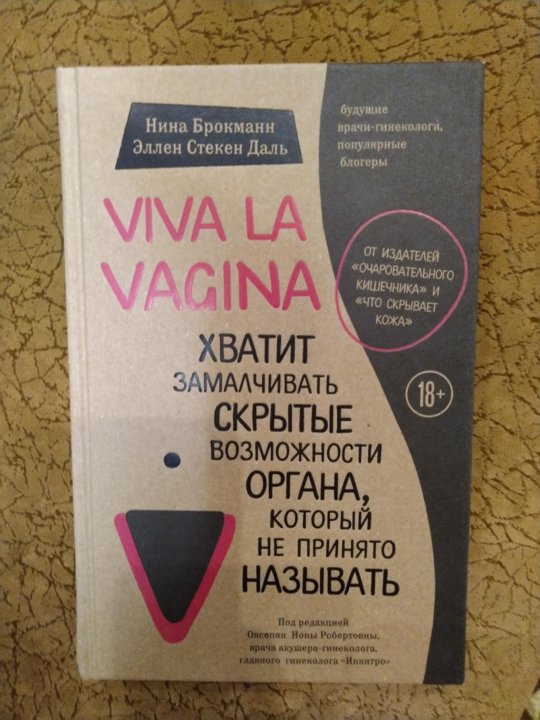 Нина Брокманн
Эллен Стекен Даль
будущие
врачи-гинекологи,
популярные
блогеры
VIVA LA
VAGINA
ОТ ИЗДАТЕЛЕЙ
«ОЧАРОВАТЕЛЬНОГО
КИШЕЧНИКА» И
«ЧТО СКРЫВАЕТ
КОЖА»
18+
ХВАТИТ
ЗАМАЛЧИВАТЬ
СКРЫТЫЕ
ВОЗМОЖНОСТИ
ОРГАНА,
КОТОРЫЙ
НЕ ПРИНЯТО
НАЗЫВАТЬ
Под редакцией
Овсепян Ноны Робертовны,
врача акушера-гинеколога,
главного гинеколога «Инвитро»